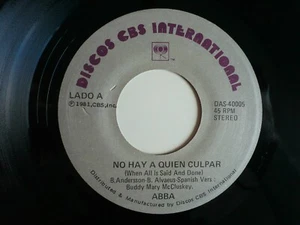 DISCOS CBS INTERNATIONAL
LADO A
℗ 1981, CBS, Inc.
DAS-40005
45 RPM
STEREO
NO HAY A QUIEN CULPAR
(When All Is Said And Done)
B. Anderston-B. Alvaeus-Spanish Vers.:
Buddy Mary McCluskey.
ABBA
Distributed & Manufactured by Discos CBS International